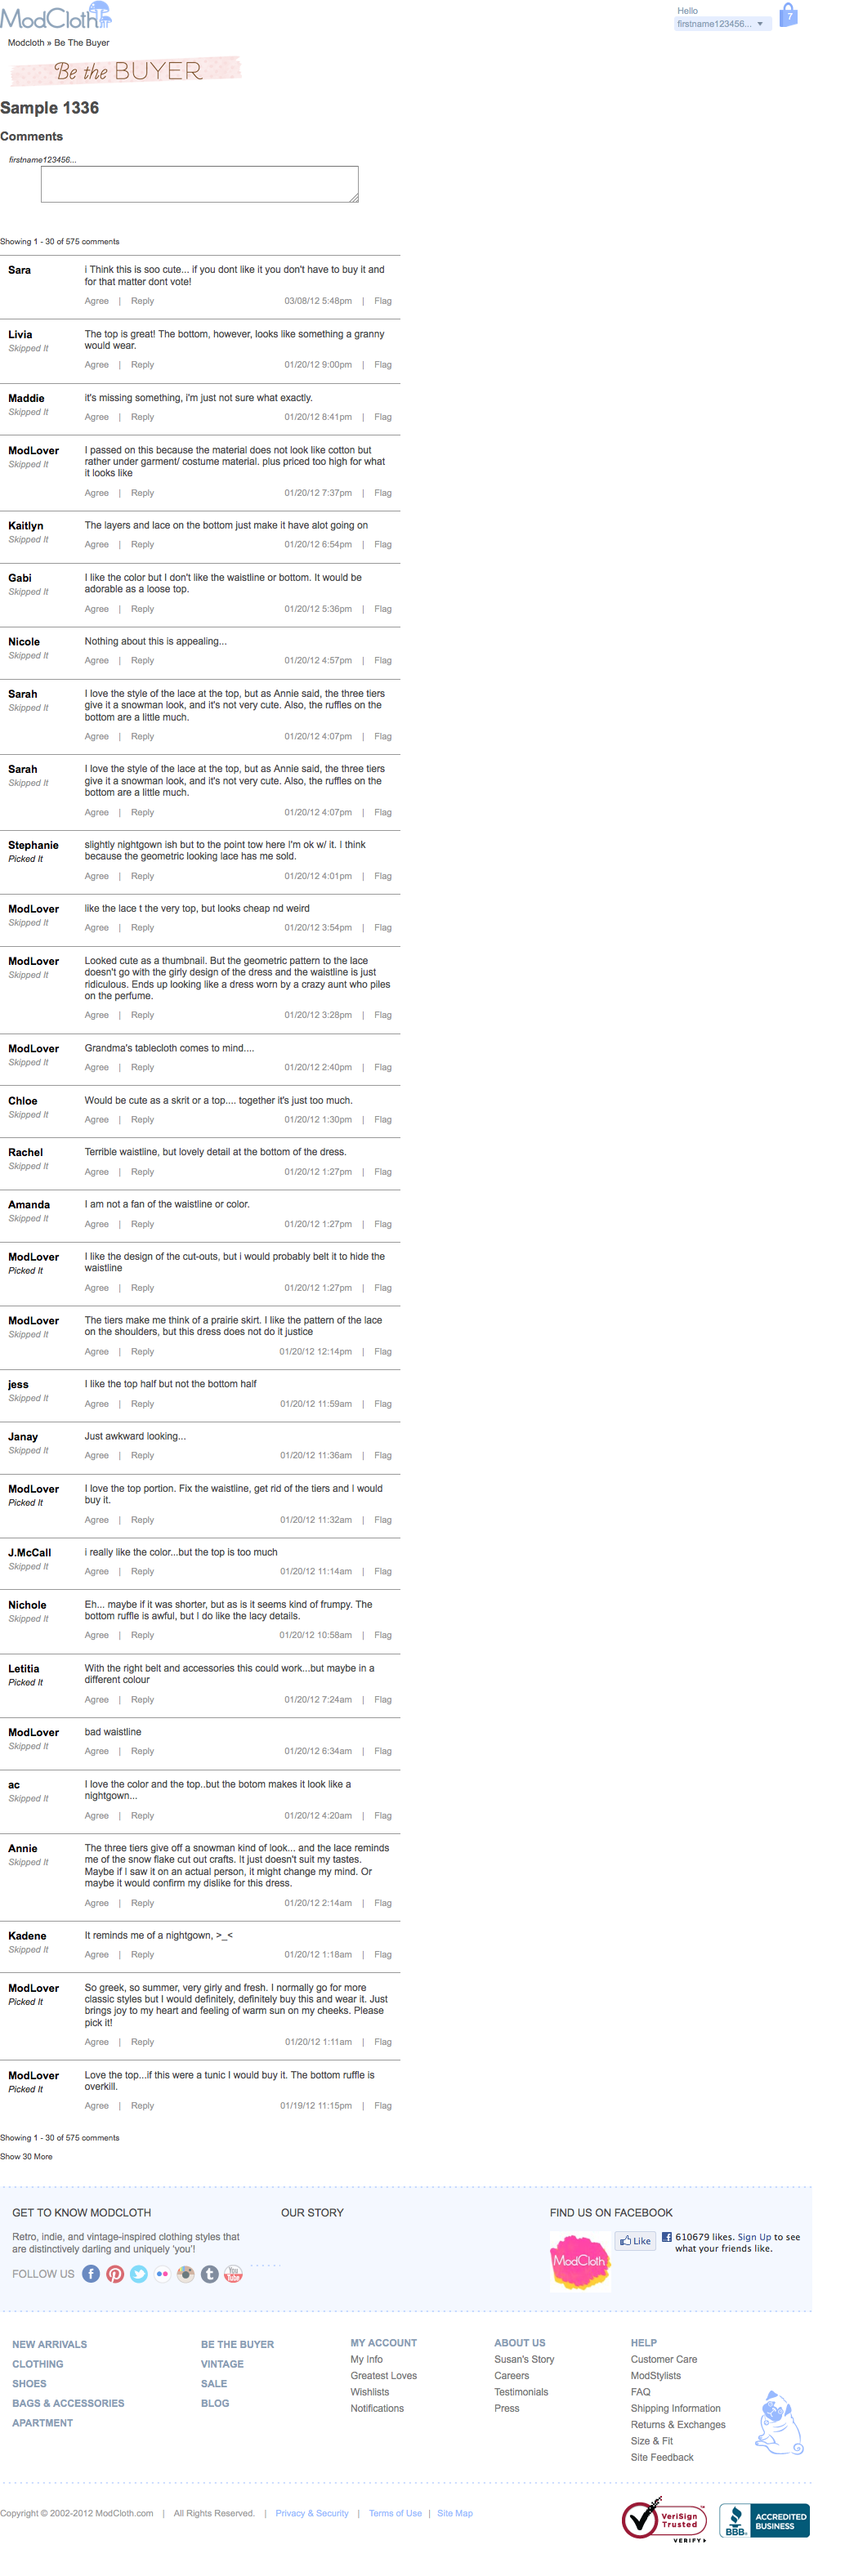 ModCloth
Hello
firstname123456...
7
Modcloth » Be The Buyer
Be the BUYER
Sample 1336
Comments
firstname123456...
Showing 1 - 30 of 575 comments
Sara
i Think this is soo cute... if you dont like it you don't have to buy it and
for that matter dont vote!
Agree | Reply 03/08/12 5:48pm | Flag
Livia
Skipped It
The top is great! The bottom, however, looks like something a granny
would wear.
Agree | Reply 01/20/12 9:00pm | Flag
Maddie
Skipped It
it's missing something, i'm just not sure what exactly.
Agree | Reply 01/20/12 8:41pm | Flag
ModLover
Skipped It
I passed on this because the material does not look like cotton but
rather under garment/ costume material. plus priced too high for what
it looks like
Agree | Reply 01/20/12 7:37pm | Flag
Kaitlyn
Skipped It
The layers and lace on the bottom just make it have alot going on
Agree | Reply 01/20/12 6:54pm | Flag
Gabi
Skipped It
I like the color but I don't like the waistline or bottom. It would be
adorable as a loose top.
Agree | Reply 01/20/12 5:36pm | Flag
Nicole
Skipped It
Nothing about this is appealing...
Agree | Reply 01/20/12 4:57pm | Flag
Sarah
Skipped It
I love the style of the lace at the top, but as Annie said, the three tiers
give it a snowman look, and it's not very cute. Also, the ruffles on the
bottom are a little much.
Agree | Reply 01/20/12 4:07pm | Flag
Sarah
Skipped It
I love the style of the lace at the top, but as Annie said, the three tiers
give it a snowman look, and it's not very cute. Also, the ruffles on the
bottom are a little much.
Agree | Reply 01/20/12 4:07pm | Flag
Stephanie
Picked It
slightly nightgown ish but to the point tow here I'm ok w/ it. I think
because the geometric looking lace has me sold.
Agree | Reply 01/20/12 4:01pm | Flag
ModLover
Skipped It
like the lace t the very top, but looks cheap nd weird
Agree | Reply 01/20/12 3:54pm | Flag
ModLover
Skipped It
Looked cute as a thumbnail. But the geometric pattern to the lace
doesn't go with the girly design of the dress and the waistline is just
ridiculous. Ends up looking like a dress worn by a crazy aunt who piles
on the perfume.
Agree | Reply 01/20/12 3:28pm | Flag
ModLover
Skipped It
Grandma's tablecloth comes to mind....
Agree | Reply 01/20/12 2:40pm | Flag
Chloe
Skipped It
Would be cute as a skrit or a top.... together it's just too much.
Agree | Reply 01/20/12 1:30pm | Flag
Rachel
Skipped It
Terrible waistline, but lovely detail at the bottom of the dress.
Agree | Reply 01/20/12 1:27pm | Flag
Amanda
Skipped It
I am not a fan of the waistline or color.
Agree | Reply 01/20/12 1:27pm | Flag
ModLover
Picked It
I like the design of the cut-outs, but i would probably belt it to hide the
waistline
Agree | Reply 01/20/12 1:27pm | Flag
ModLover
Skipped It
The tiers make me think of a prairie skirt. I like the pattern of the lace
on the shoulders, but this dress does not do it justice
Agree | Reply 01/20/12 12:14pm | Flag
jess
Skipped It
I like the top half but not the bottom half
Agree | Reply 01/20/12 11:59am | Flag
Janay
Skipped It
Just awkward looking...
Agree | Reply 01/20/12 11:36am | Flag
ModLover
Picked It
I love the top portion. Fix the waistline, get rid of the tiers and I would
buy it.
Agree | Reply 01/20/12 11:32am | Flag
J.McCall
Skipped It
i really like the color...but the top is too much
Agree | Reply 01/20/12 11:14am | Flag
Nichole
Skipped It
Eh... maybe if it was shorter, but as is it seems kind of frumpy. The
bottom ruffle is awful, but I do like the lacy details.
Agree | Reply 01/20/12 10:58am | Flag
Letitia
Picked It
With the right belt and accessories this could work...but maybe in a
different colour
Agree | Reply 01/20/12 7:24am | Flag
ModLover
Skipped It
bad waistline
Agree | Reply 01/20/12 6:34am | Flag
ac
Skipped It
I love the color and the top..but the botom makes it look like a
nightgown...
Agree | Reply 01/20/12 4:20am | Flag
Annie
Skipped It
The three tiers give off a snowman kind of look... and the lace reminds
me of the snow flake cut out crafts. It just doesn't suit my tastes.
Maybe if I saw it on an actual person, it might change my mind. Or
maybe it would confirm my dislike for this dress.
Agree | Reply 01/20/12 2:14am | Flag
Kadene
Skipped It
It reminds me of a nightgown, >_<
Agree | Reply 01/20/12 1:18am | Flag
ModLover
Picked It
So greek, so summer, very girly and fresh. I normally go for more
classic styles but I would definitely, definitely buy this and wear it. Just
brings joy to my heart and feeling of warm sun on my cheeks. Please
pick it!
Agree | Reply 01/20/12 1:11am | Flag
ModLover
Picked It
Love the top...if this were a tunic I would buy it. The bottom ruffle is
overkill.
Agree | Reply 01/19/12 11:15pm | Flag
Showing 1 - 30 of 575 comments
Show 30 More
GET TO KNOW MODCLOTH
Retro, indie, and vintage-inspired clothing styles that
are distinctively darling and uniquely 'you'!
FOLLOW US
You Tube
OUR STORY
FIND US ON FACEBOOK
ModCloth
Like
610679 likes. Sign Up to see
what your friends like.
NEW ARRIVALS
CLOTHING
SHOES
BAGS & ACCESSORIES
APARTMENT
BE THE BUYER
VINTAGE
SALE
BLOG
MY ACCOUNT
My Info
Greatest Loves
Wishlists
Notifications
ABOUT US
Susan's Story
Careers
Testimonials
Press
HELP
Customer Care
ModStylists
FAQ
Shipping Information
Returns & Exchanges
Size & Fit
Site Feedback
Copyright © 2002-2012 ModCloth.com | All Rights Reserved. | Privacy & Security | Terms of Use | Site Map
VeriSign
Trusted
VERIFY
BBB
ACCREDITED
BUSINESS